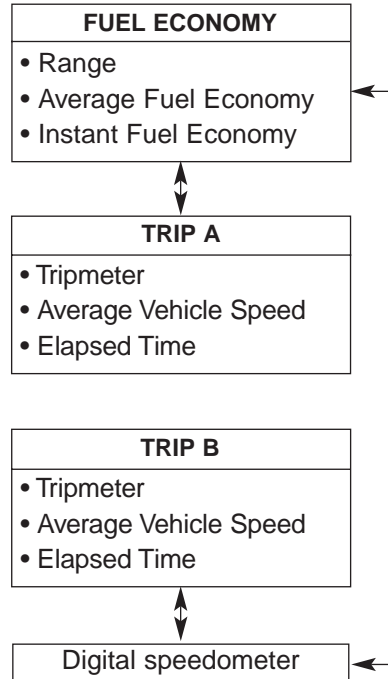 FUEL ECONOMY
• Range
• Average Fuel Economy
• Instant Fuel Economy
TRIP A
• Tripmeter
• Average Vehicle Speed
• Elapsed Time
TRIP B
• Tripmeter
• Average Vehicle Speed
• Elapsed Time
Digital speedometer